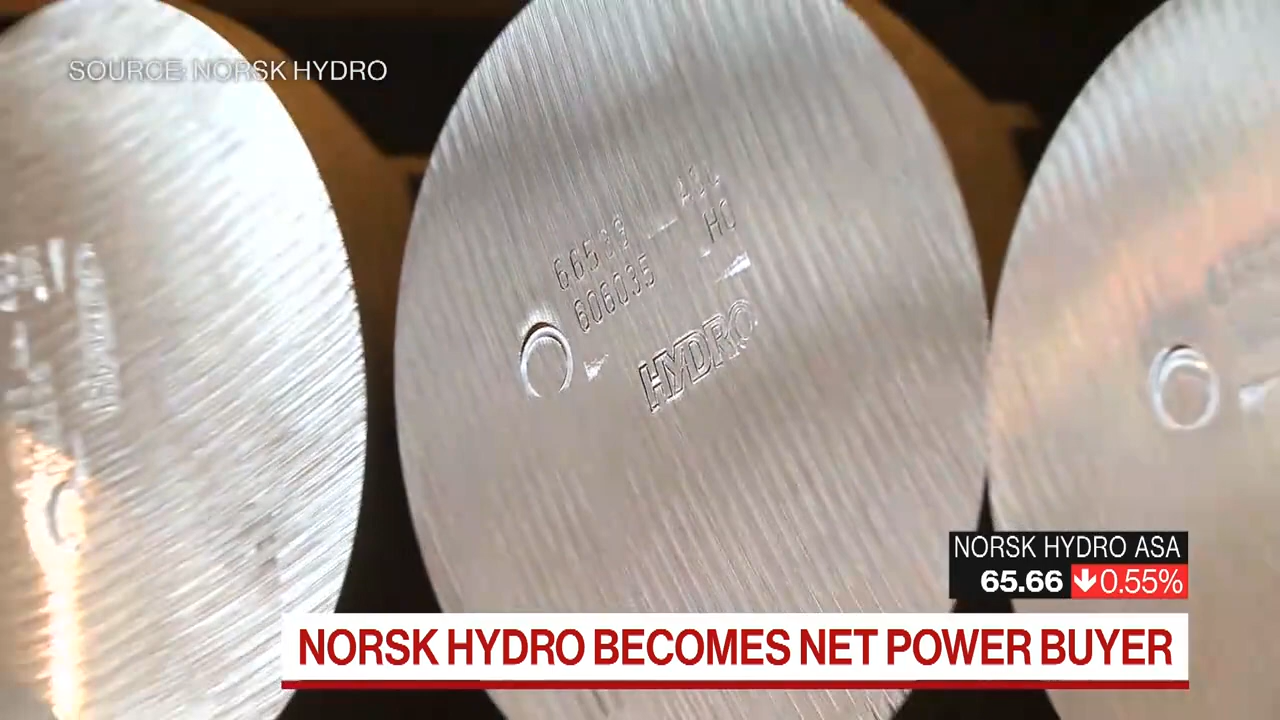 SOURCE: NORSK HYDRO
606035
HYDRO
NORSK HYDRO ASA
65.66 0.55%
NORSK HYDRO BECOMES NET POWER BUYER